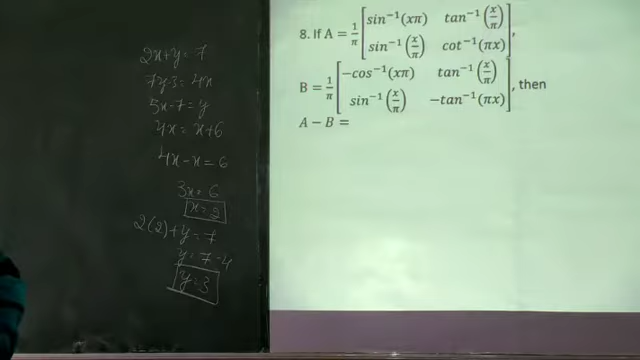 2x+y=7
7y-3=4x
5x-7=y
4x=x+6
4x-x=6
3x=6
x=2
2(2)+y=7
y=7-4
y=3
8. If A = 1/π [sin⁻¹(xπ) tan⁻¹(x/π)
sin⁻¹(x/π) cot⁻¹(πx)],
B = 1/π [−cos⁻¹(xπ) tan⁻¹(x/π)
sin⁻¹(x/π) −tan⁻¹(πx)], then
A − B =